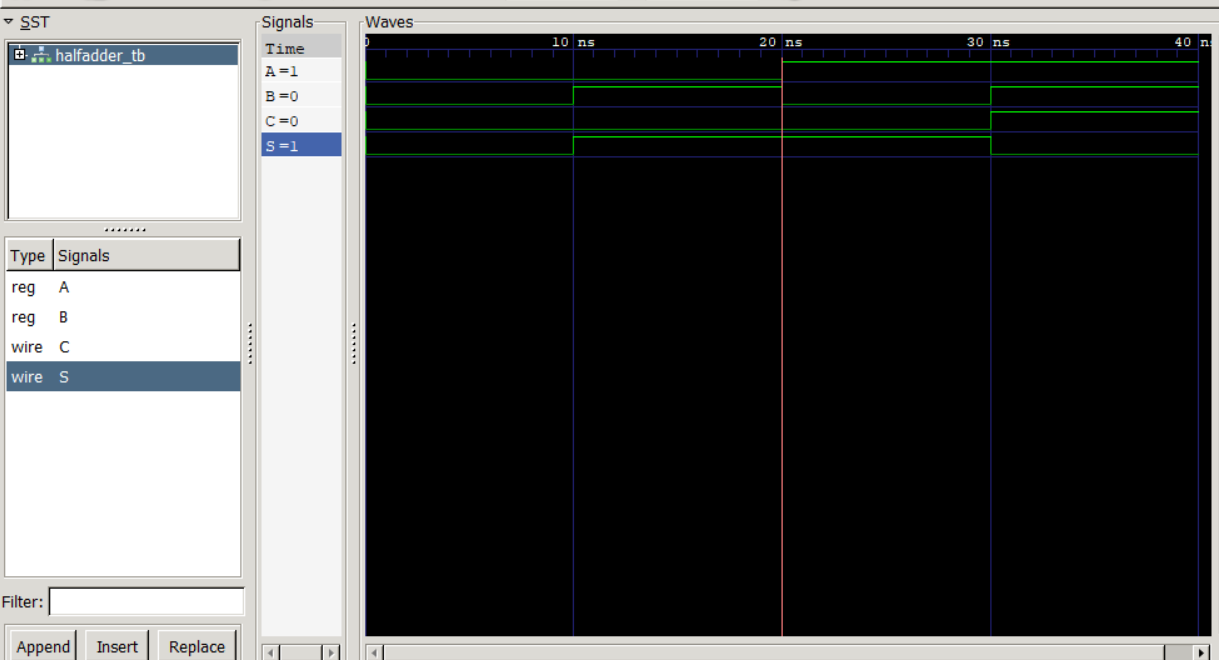 SST
halfadder_tb
Type Signals
reg A
reg B
wire C
wire S
Filter:
Append Insert Replace
Signals
Time
A=1
B=0
C=0
S=1
Waves
0 10 ns 20 ns 30 ns 40 n